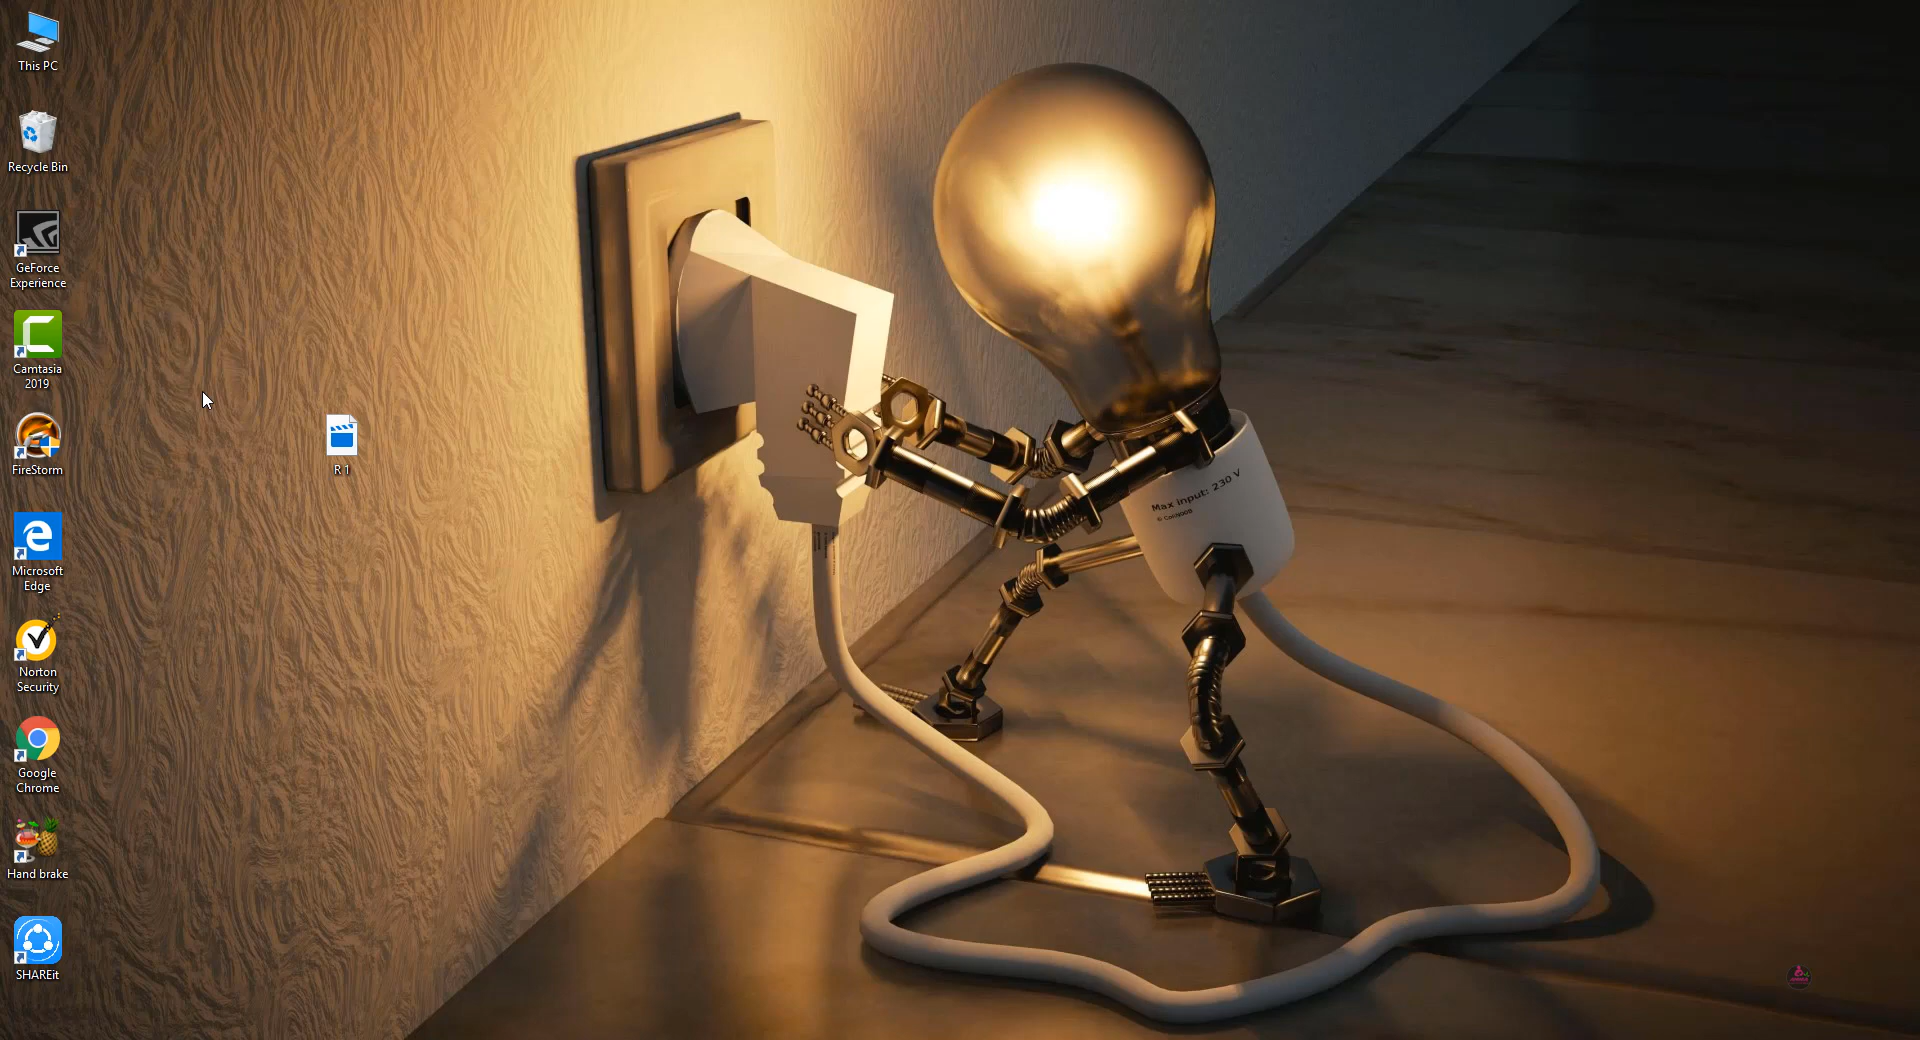 This PC
Recycle Bin
GeForce
Experience
Camtasia
2019
FireStorm
R 1
Microsoft
Edge
Norton
Security
Google
Chrome
Hand brake
SHAREit
Max input: 230 V